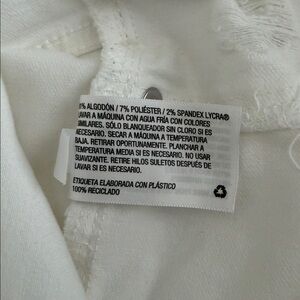 % ALGODÓN / 7% POLIÉSTER / 2% SPANDEX LYCRA®
LAVAR A MÁQUINA CON AGUA FRÍA CON COLORES
SIMILARES. SÓLO BLANQUEADOR SIN CLORO SI ES
NECESARIO. SECAR A MÁQUINA A TEMPERATURA
BAJA. RETIRAR OPORTUNAMENTE. PLANCHAR A
TEMPERATURA MEDIA SI ES NECESARIO. NO USAR
SUAVIZANTE. RETIRE HILOS SUELTOS DESPUÉS DE
LAVAR SI ES NECESARIO.
ETIQUETA ELABORADA CON PLÁSTICO
100% RECICLADO